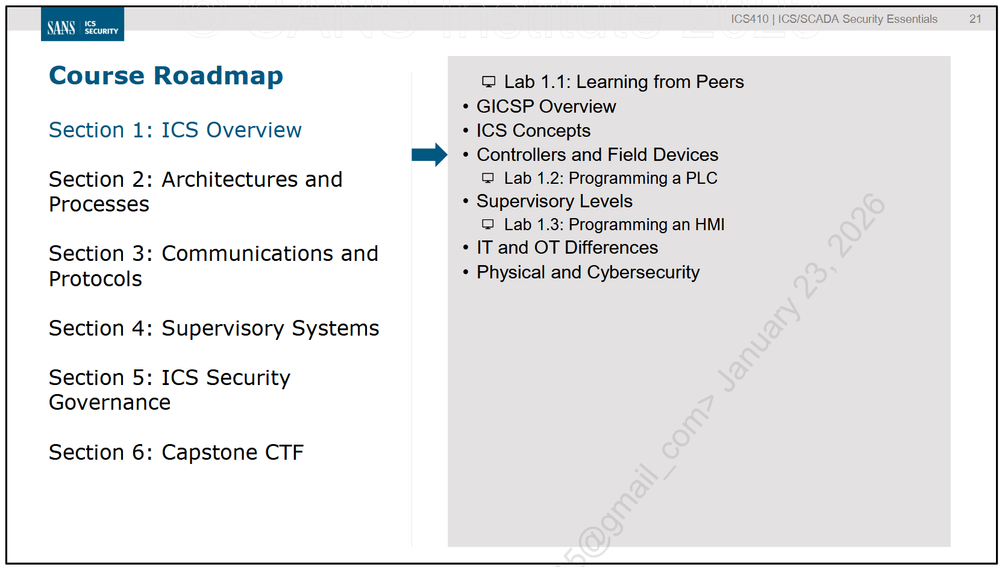 © SANS Institute 2026
ICS410 | ICS/SCADA Security Essentials 21
SANS ICS SECURITY
Course Roadmap
Section 1: ICS Overview
Section 2: Architectures and
Processes
Section 3: Communications and
Protocols
Section 4: Supervisory Systems
Section 5: ICS Security
Governance
Section 6: Capstone CTF
Lab 1.1: Learning from Peers
• GICSP Overview
• ICS Concepts
• Controllers and Field Devices
Lab 1.2: Programming a PLC
• Supervisory Levels
Lab 1.3: Programming an HMI
• IT and OT Differences
• Physical and Cybersecurity
5@gmail_com> January 23, 2026